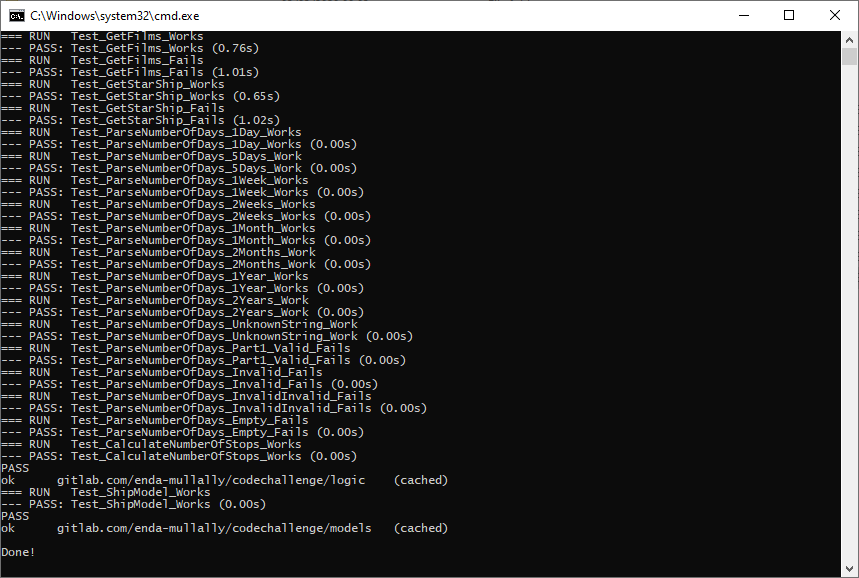 C:\Windows\system32\cmd.exe
=== RUN   Test_GetFilms_Works
--- PASS: Test_GetFilms_Works (0.76s)
=== RUN   Test_GetFilms_Fails
--- PASS: Test_GetFilms_Fails (1.01s)
=== RUN   Test_GetStarShip_Works
--- PASS: Test_GetStarShip_Works (0.65s)
=== RUN   Test_GetStarShip_Fails
--- PASS: Test_GetStarShip_Fails (1.02s)
=== RUN   Test_ParseNumberOfDays_1Day_Works
--- PASS: Test_ParseNumberOfDays_1Day_Works (0.00s)
=== RUN   Test_ParseNumberOfDays_5Days_Work
--- PASS: Test_ParseNumberOfDays_5Days_Work (0.00s)
=== RUN   Test_ParseNumberOfDays_1Week_Works
--- PASS: Test_ParseNumberOfDays_1Week_Works (0.00s)
=== RUN   Test_ParseNumberOfDays_2Weeks_Works
--- PASS: Test_ParseNumberOfDays_2Weeks_Works (0.00s)
=== RUN   Test_ParseNumberOfDays_1Month_Works
--- PASS: Test_ParseNumberOfDays_1Month_Works (0.00s)
=== RUN   Test_ParseNumberOfDays_2Months_Work
--- PASS: Test_ParseNumberOfDays_2Months_Work (0.00s)
=== RUN   Test_ParseNumberOfDays_1Year_Works
--- PASS: Test_ParseNumberOfDays_1Year_Works (0.00s)
=== RUN   Test_ParseNumberOfDays_2Years_Work
--- PASS: Test_ParseNumberOfDays_2Years_Work (0.00s)
=== RUN   Test_ParseNumberOfDays_UnknownString_Work
--- PASS: Test_ParseNumberOfDays_UnknownString_Work (0.00s)
=== RUN   Test_ParseNumberOfDays_Part1_Valid_Fails
--- PASS: Test_ParseNumberOfDays_Part1_Valid_Fails (0.00s)
=== RUN   Test_ParseNumberOfDays_Invalid_Fails
--- PASS: Test_ParseNumberOfDays_Invalid_Fails (0.00s)
=== RUN   Test_ParseNumberOfDays_InvalidInvalid_Fails
--- PASS: Test_ParseNumberOfDays_InvalidInvalid_Fails (0.00s)
=== RUN   Test_ParseNumberOfDays_Empty_Fails
--- PASS: Test_ParseNumberOfDays_Empty_Fails (0.00s)
=== RUN   Test_CalculateNumberOfStops_Works
--- PASS: Test_CalculateNumberOfStops_Works (0.00s)
PASS
ok      gitlab.com/enda-mullally/codechallenge/logic    (cached)
=== RUN   Test_ShipModel_Works
--- PASS: Test_ShipModel_Works (0.00s)
PASS
ok      gitlab.com/enda-mullally/codechallenge/models   (cached)
Done!